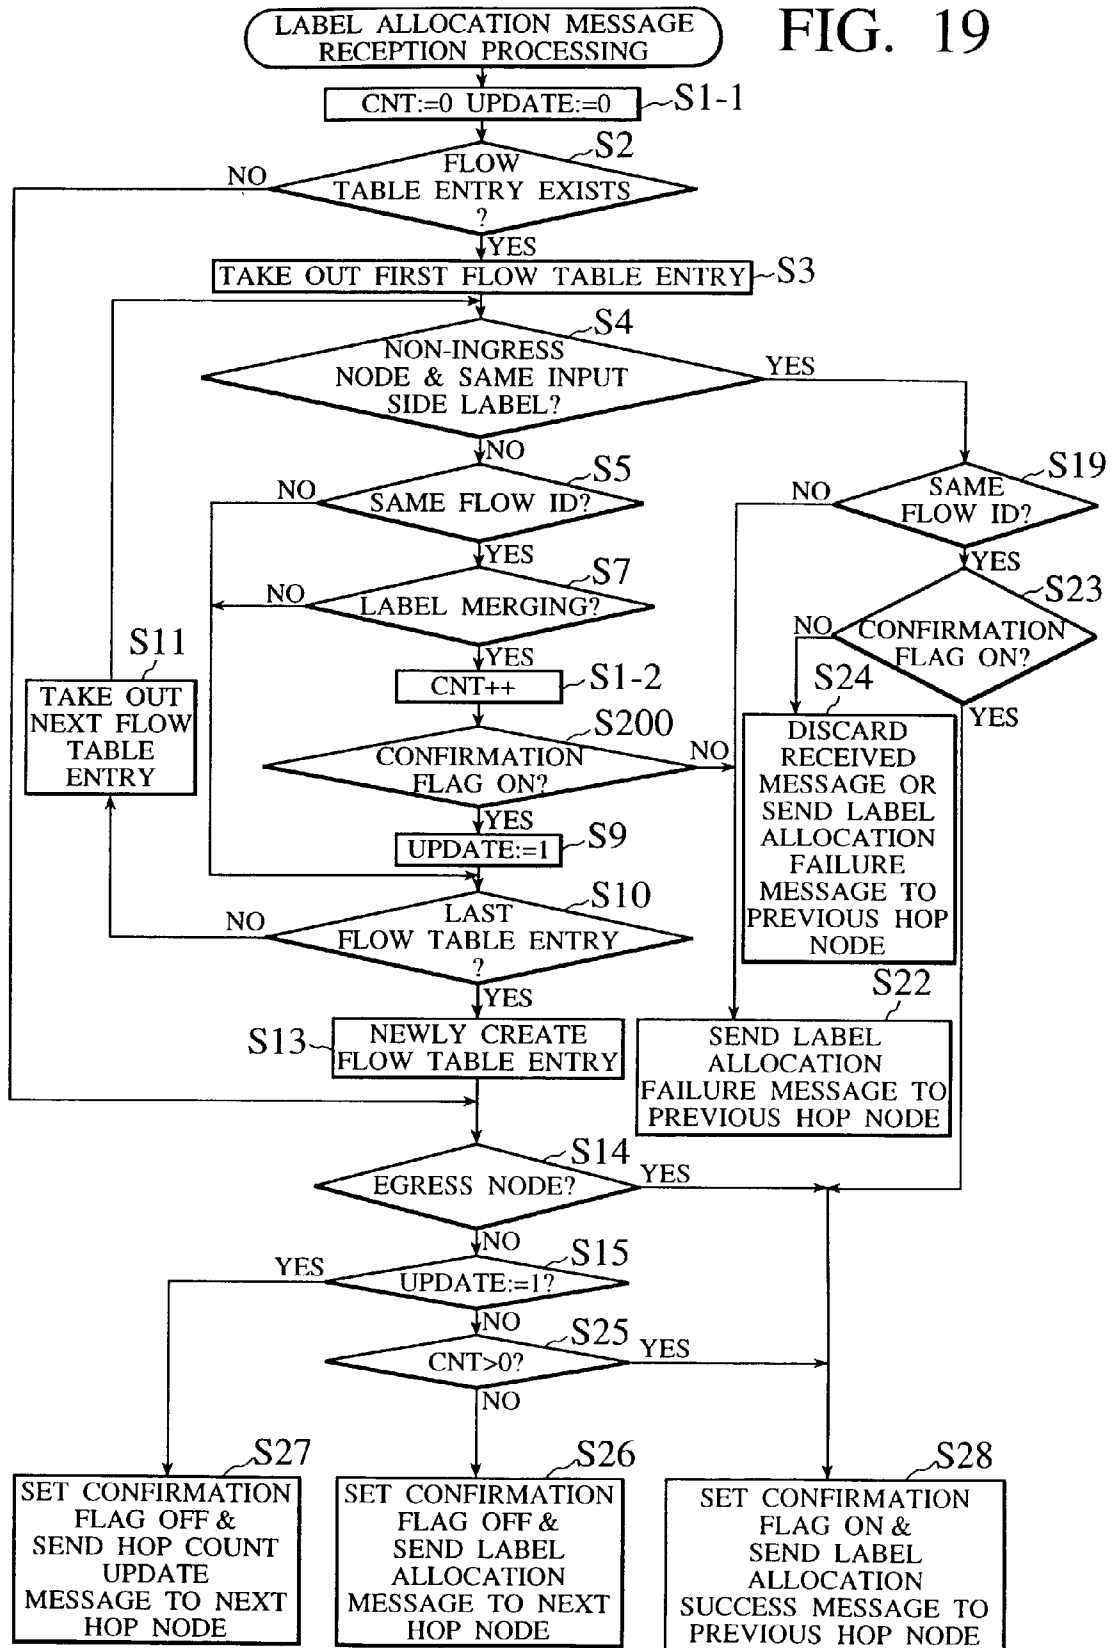 FIG. 19
LABEL ALLOCATION MESSAGE
RECEPTION PROCESSING
CNT:=0 UPDATE:=0
S1-1
S2
FLOW
TABLE ENTRY EXISTS
?
NO
YES
TAKE OUT FIRST FLOW TABLE ENTRY
S3
S4
NON-INGRESS
NODE & SAME INPUT
SIDE LABEL?
YES
NO
S5
SAME FLOW ID?
NO
YES
S19
SAME
FLOW ID?
NO
YES
S7
LABEL MERGING?
NO
YES
S23
CONFIRMATION
FLAG ON?
NO
YES
S11
TAKE OUT
NEXT FLOW
TABLE
ENTRY
CNT++
S1-2
S200
CONFIRMATION
FLAG ON?
NO
YES
S24
DISCARD
RECEIVED
MESSAGE OR
SEND LABEL
ALLOCATION
FAILURE
MESSAGE TO
PREVIOUS HOP
NODE
UPDATE:=1
S9
S10
LAST
FLOW TABLE ENTRY
?
NO
YES
S13
NEWLY CREATE
FLOW TABLE ENTRY
S22
SEND LABEL
ALLOCATION
FAILURE MESSAGE TO
PREVIOUS HOP NODE
S14
EGRESS NODE?
YES
NO
S15
UPDATE:=1?
YES
NO
S25
CNT>0?
YES
NO
S27
SET CONFIRMATION
FLAG OFF &
SEND HOP COUNT
UPDATE
MESSAGE TO NEXT
HOP NODE
S26
SET CONFIRMATION
FLAG OFF &
SEND LABEL
ALLOCATION
MESSAGE TO NEXT
HOP NODE
S28
SET CONFIRMATION
FLAG ON &
SEND LABEL
ALLOCATION
SUCCESS MESSAGE TO
PREVIOUS HOP NODE